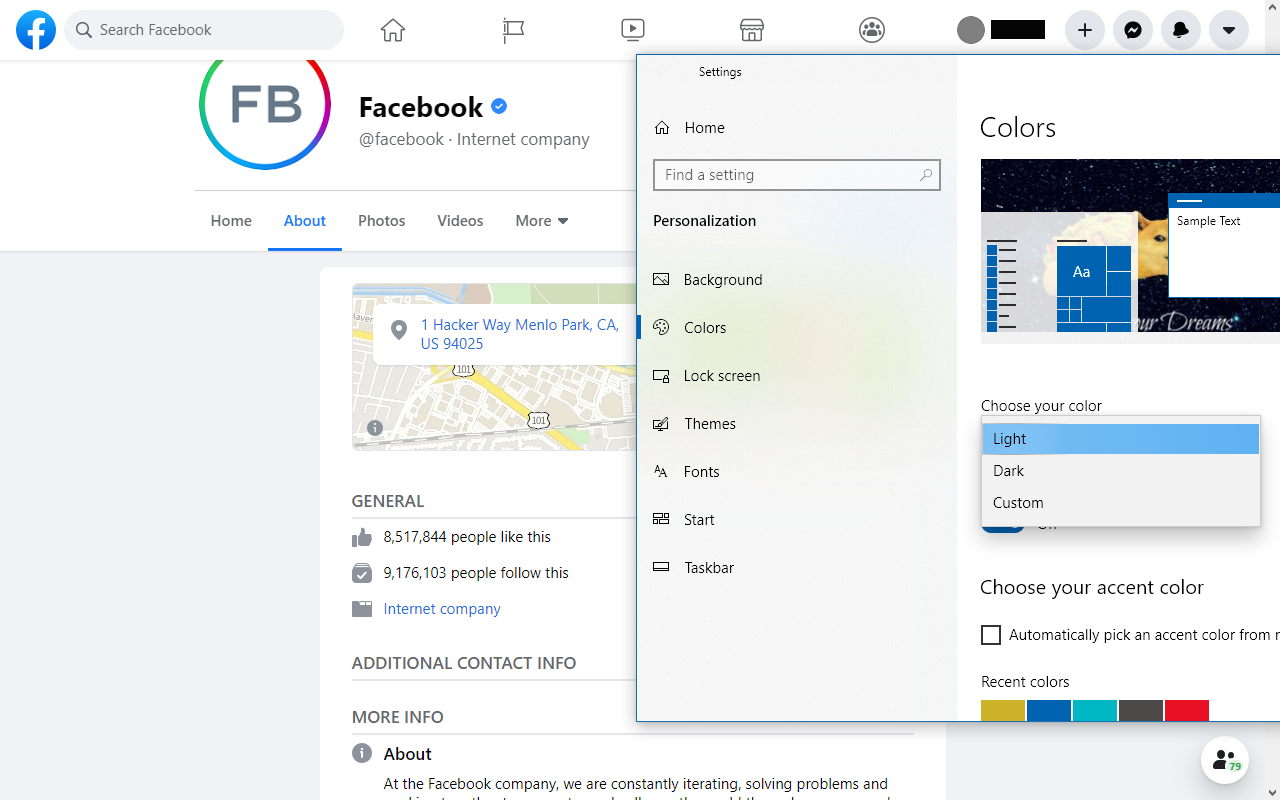 Search Facebook
FB
Facebook
@facebook · Internet company
Home
About
Photos
Videos
More
1 Hacker Way Menlo Park, CA,
US 94025
101
101
GENERAL
8,517,844 people like this
9,176,103 people follow this
Internet company
ADDITIONAL CONTACT INFO
MORE INFO
About
At the Facebook company, we are constantly iterating, solving problems and
Settings
Home
Find a setting
Personalization
Background
Colors
Lock screen
Themes
Fonts
Start
Taskbar
Colors
Sample Text
Aa
your Dreams
Choose your color
Light
Dark
Custom
Choose your accent color
Automatically pick an accent color from
Recent colors
79